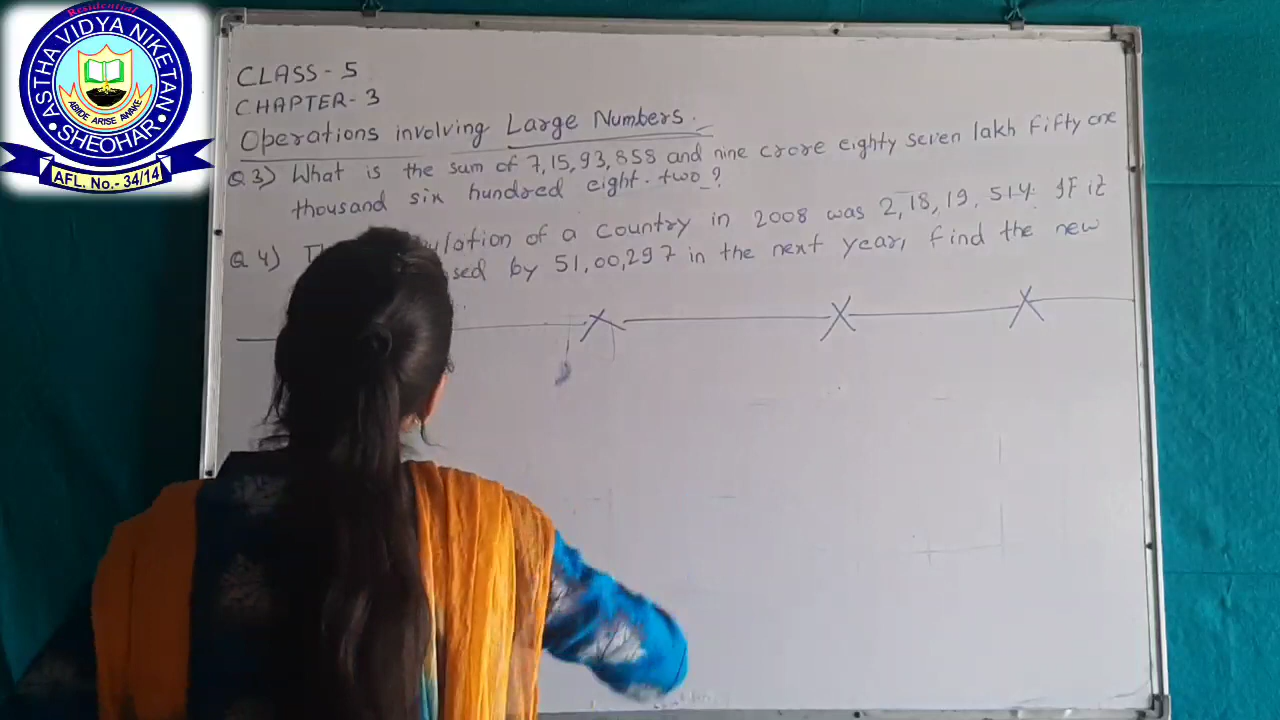 Residential
ASTHA VIDYA NIKETAN
ABIDE ARISE AWAKE
SHEOHAR
AFL. No.- 34/14
CLASS - 5
CHAPTER - 3
Operations involving Large Numbers.
Q.3) What is the sum of 7,15,93,858 and nine crore eighty seven lakh fifty one
thousand six hundred eight-two ?
Q.4) ulation of a country in 2008 was 2,18,19,514. If it
sed by 51,00,297 in the next year, find the new